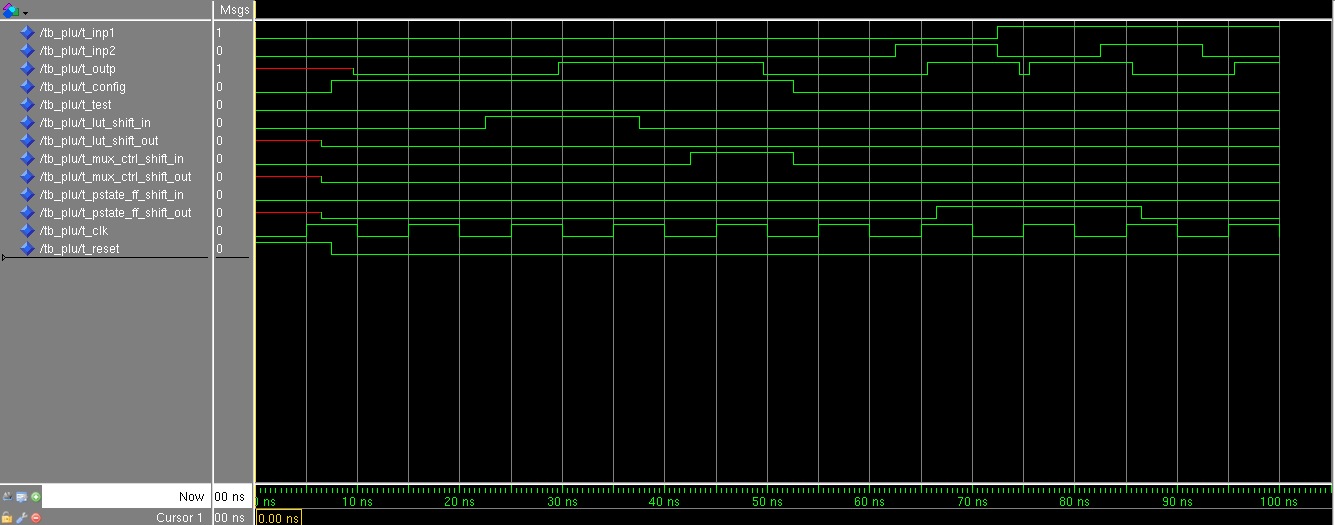 Msgs
/tb_plu/t_inp1 1
/tb_plu/t_inp2 0
/tb_plu/t_outp 1
/tb_plu/t_config 0
/tb_plu/t_test 0
/tb_plu/t_lut_shift_in 0
/tb_plu/t_lut_shift_out 0
/tb_plu/t_mux_ctrl_shift_in 0
/tb_plu/t_mux_ctrl_shift_out 0
/tb_plu/t_pstate_ff_shift_in 0
/tb_plu/t_pstate_ff_shift_out 0
/tb_plu/t_clk 0
/tb_plu/t_reset 0
Now 00 ns ns 10 ns 20 ns 30 ns 40 ns 50 ns 60 ns 70 ns 80 ns 90 ns 100 ns
Cursor 1 00 ns 0.00 ns